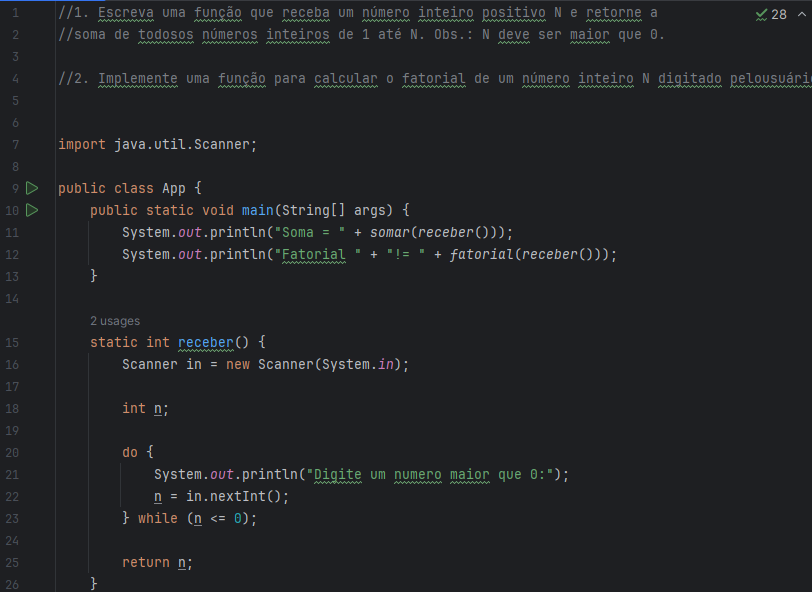 1 //1. Escreva uma função que receba um número inteiro positivo N e retorne a
28
2 //soma de todosos números inteiros de 1 até N. Obs.: N deve ser maior que 0.
3
4 //2. Implemente uma função para calcular o fatorial de um número inteiro N digitado pelousuário
5
6
7 import java.util.Scanner;
8
9 public class App {
10 public static void main(String[] args) {
11 System.out.println("Soma = " + somar(receber()));
12 System.out.println("Fatorial " + "!= " + fatorial(receber()));
13 }
14
2 usages
15 static int receber() {
16 Scanner in = new Scanner(System.in);
17
18 int n;
19
20 do {
21 System.out.println("Digite um numero maior que 0:");
22 n = in.nextInt();
23 } while (n <= 0);
24
25 return n;
26 }